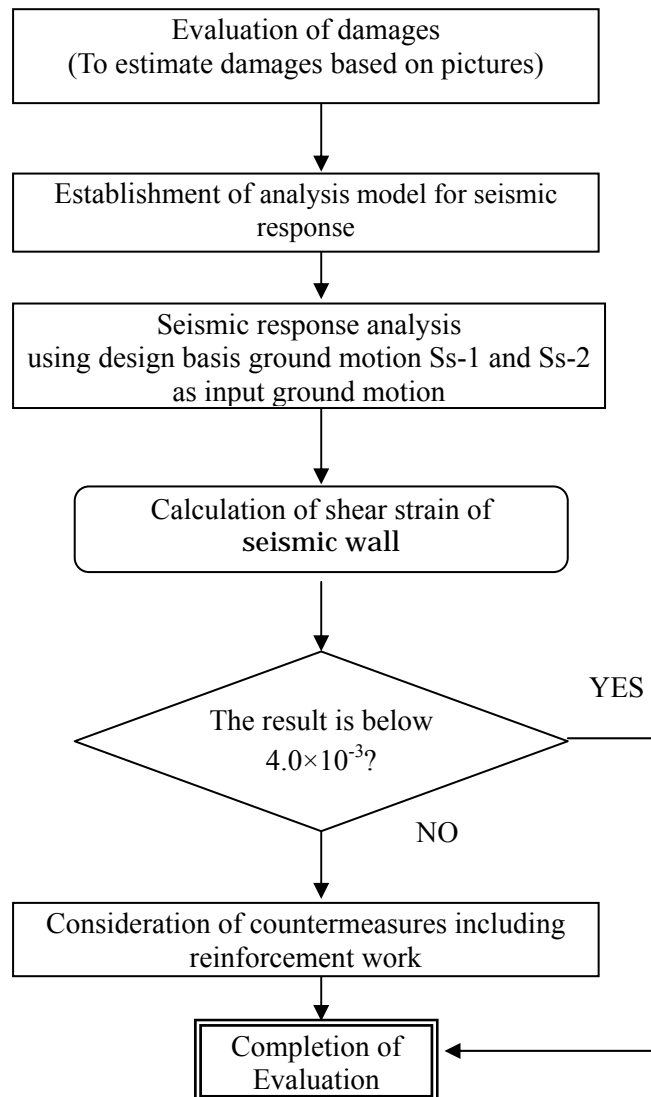 Evaluation of damages
(To estimate damages based on pictures)
Establishment of analysis model for seismic
response
Seismic response analysis
using design basis ground motion Ss-1 and Ss-2
as input ground motion
Calculation of shear strain of
seismic wall
The result is below
4.0×10⁻³?
YES
NO
Consideration of countermeasures including
reinforcement work
Completion of
Evaluation